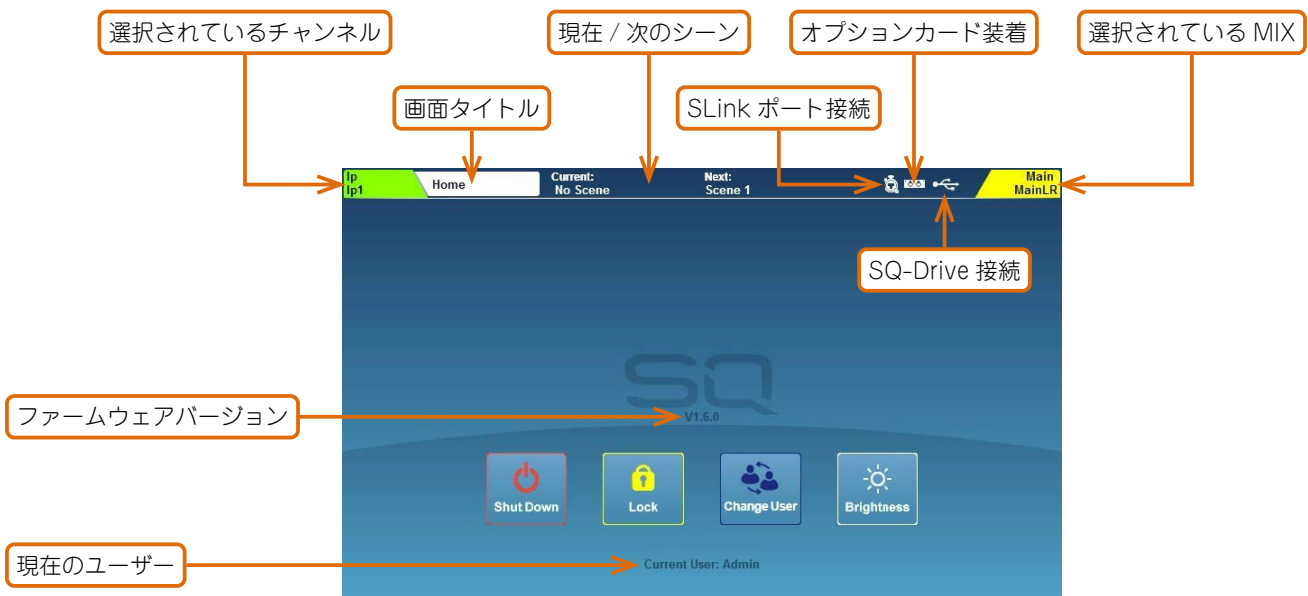 選択されているチャンネル
現在 / 次のシーン
オプションカード装着
選択されている MIX
画面タイトル
SLink ポート接続
Ip
Ip1
Home
Current:
No Scene
Next:
Scene 1
Main
MainLR
SQ-Drive 接続
SQ
ファームウェアバージョン
V1.6.0
Shut Down
Lock
Change User
Brightness
現在のユーザー
Current User: Admin